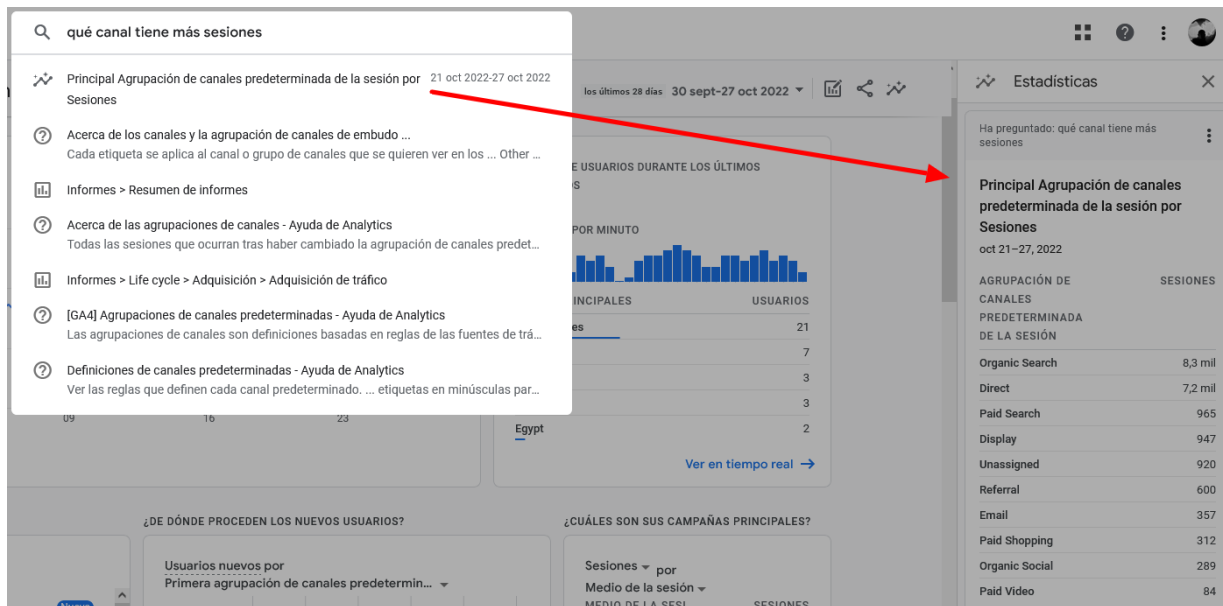 qué canal tiene más sesiones
Principal Agrupación de canales predeterminada de la sesión por
Sesiones
21 oct 2022-27 oct 2022
Acerca de los canales y la agrupación de canales de embudo ...
Cada etiqueta se aplica al canal o grupo de canales que se quieren ver en los ... Other ...
Informes > Resumen de informes
Acerca de las agrupaciones de canales - Ayuda de Analytics
Todas las sesiones que ocurran tras haber cambiado la agrupación de canales predet...
Informes > Life cycle > Adquisición > Adquisición de tráfico
[GA4] Agrupaciones de canales predeterminadas - Ayuda de Analytics
Las agrupaciones de canales son definiciones basadas en reglas de las fuentes de trá...
Definiciones de canales predeterminadas - Ayuda de Analytics
Ver las reglas que definen cada canal predeterminado. ... etiquetas en minúsculas par...
09 16 23
los últimos 28 días 30 sept-27 oct 2022
E USUARIOS DURANTE LOS ÚLTIMOS
OS
POR MINUTO
INCIPALES USUARIOS
es 21
7
3
3
Egypt 2
Ver en tiempo real
¿DE DÓNDE PROCEDEN LOS NUEVOS USUARIOS?
Usuarios nuevos por
Primera agrupación de canales predetermin...
¿CUÁLES SON SUS CAMPAÑAS PRINCIPALES?
Sesiones por
Medio de la sesión
MEDIO DE LA SESI... SESIONES
Nuevo
Estadísticas
Ha preguntado: qué canal tiene más
sesiones
Principal Agrupación de canales
predeterminada de la sesión por
Sesiones
oct 21–27, 2022
AGRUPACIÓN DE SESIONES
CANALES
PREDETERMINADA
DE LA SESIÓN
Organic Search 8,3 mil
Direct 7,2 mil
Paid Search 965
Display 947
Unassigned 920
Referral 600
Email 357
Paid Shopping 312
Organic Social 289
Paid Video 84